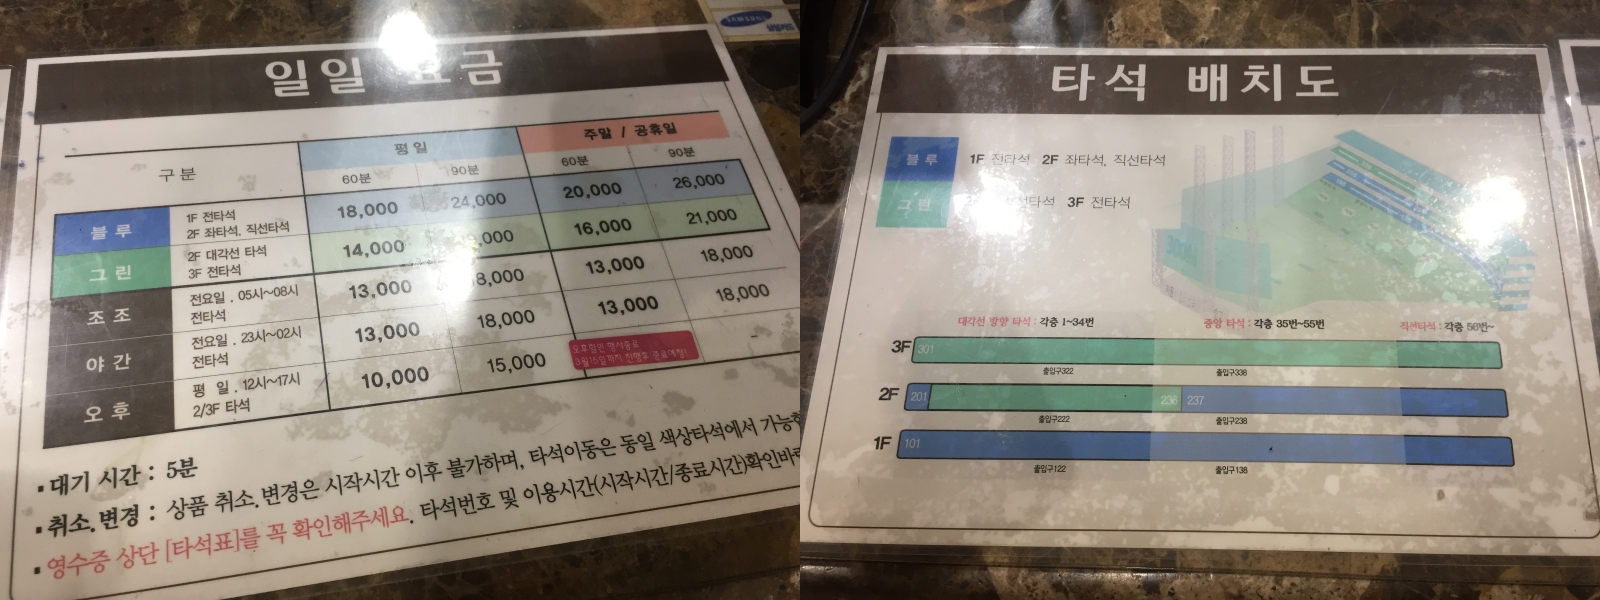 SAMSUNG
일일 요금
구분
평일
주말 / 공휴일
60분
90분
60분
90분
블루
1F 전타석
2F 좌타석, 직선타석
18,000
24,000
20,000
26,000
그린
2F 대각선 타석
3F 전타석
14,000
16,000
21,000
조조
전요일 . 05시~08시
전타석
13,000
13,000
18,000
야간
전요일 . 23시~02시
전타석
13,000
18,000
13,000
18,000
오후
평 일 . 12시~17시
2/3F 타석
10,000
15,000
▪대기 시간 : 5분
▪취소.변경 : 상품 취소.변경은 시작시간 이후 불가하며, 타석이동은 동일 색상타석에서
▪영수증 상단 [타석표]를 꼭 확인해주세요. 타석번호 및 이용시간(시작시간/종료시간)
타석 배치도
블루
1F 전타석 2F 좌타석, 직선타석
그린
3F 전타석
대각선 방향 타석 : 각층 1~34번
중앙 타석 : 각층 35번~55번
직선타석 : 각층 56번~
3F
301
출입구322
출입구338
2F
201
236
237
출입구222
출입구238
1F
101
출입구122
출입구138